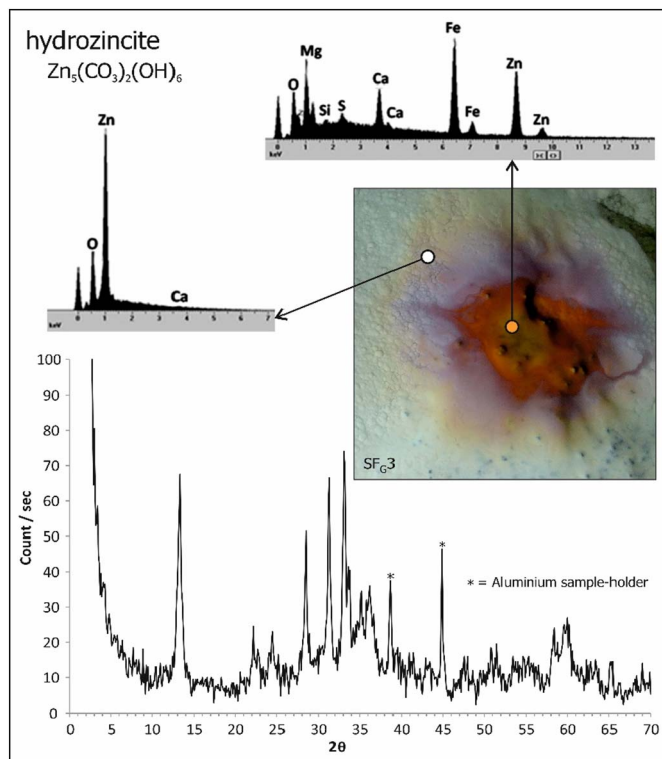 hydrozincite
Zn₅(CO₃)₂(OH)₆
Fe
Mg
O
Ca
Zn
Si
S
Ca
Fe
Zn
keV 0 1 2 3 4 5 6 7 8 9 10 11 12 13
Zn
O
Ca
keV 0 1 2 3 4 5 6 7
SF_G3
100
90
80
70
60
50
40
30
20
10
0
Count / sec
*
*
* = Aluminium sample-holder
0 5 10 15 20 25 30 35 40 45 50 55 60 65 70
2θ